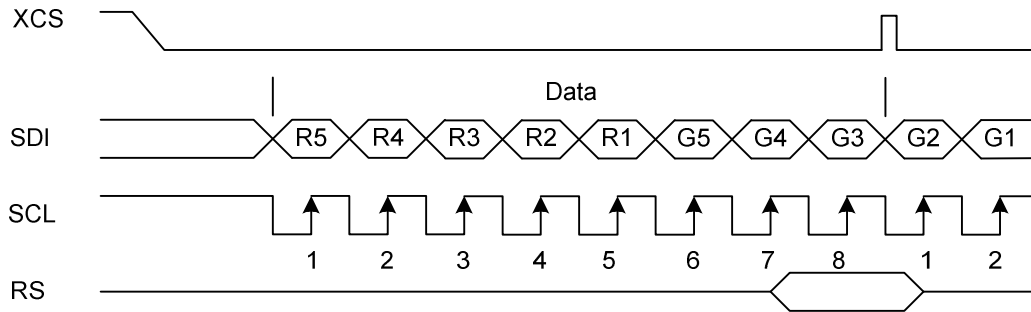 XCS
Data
SDI R5 R4 R3 R2 R1 G5 G4 G3 G2 G1
SCL
1 2 3 4 5 6 7 8 1 2
RS